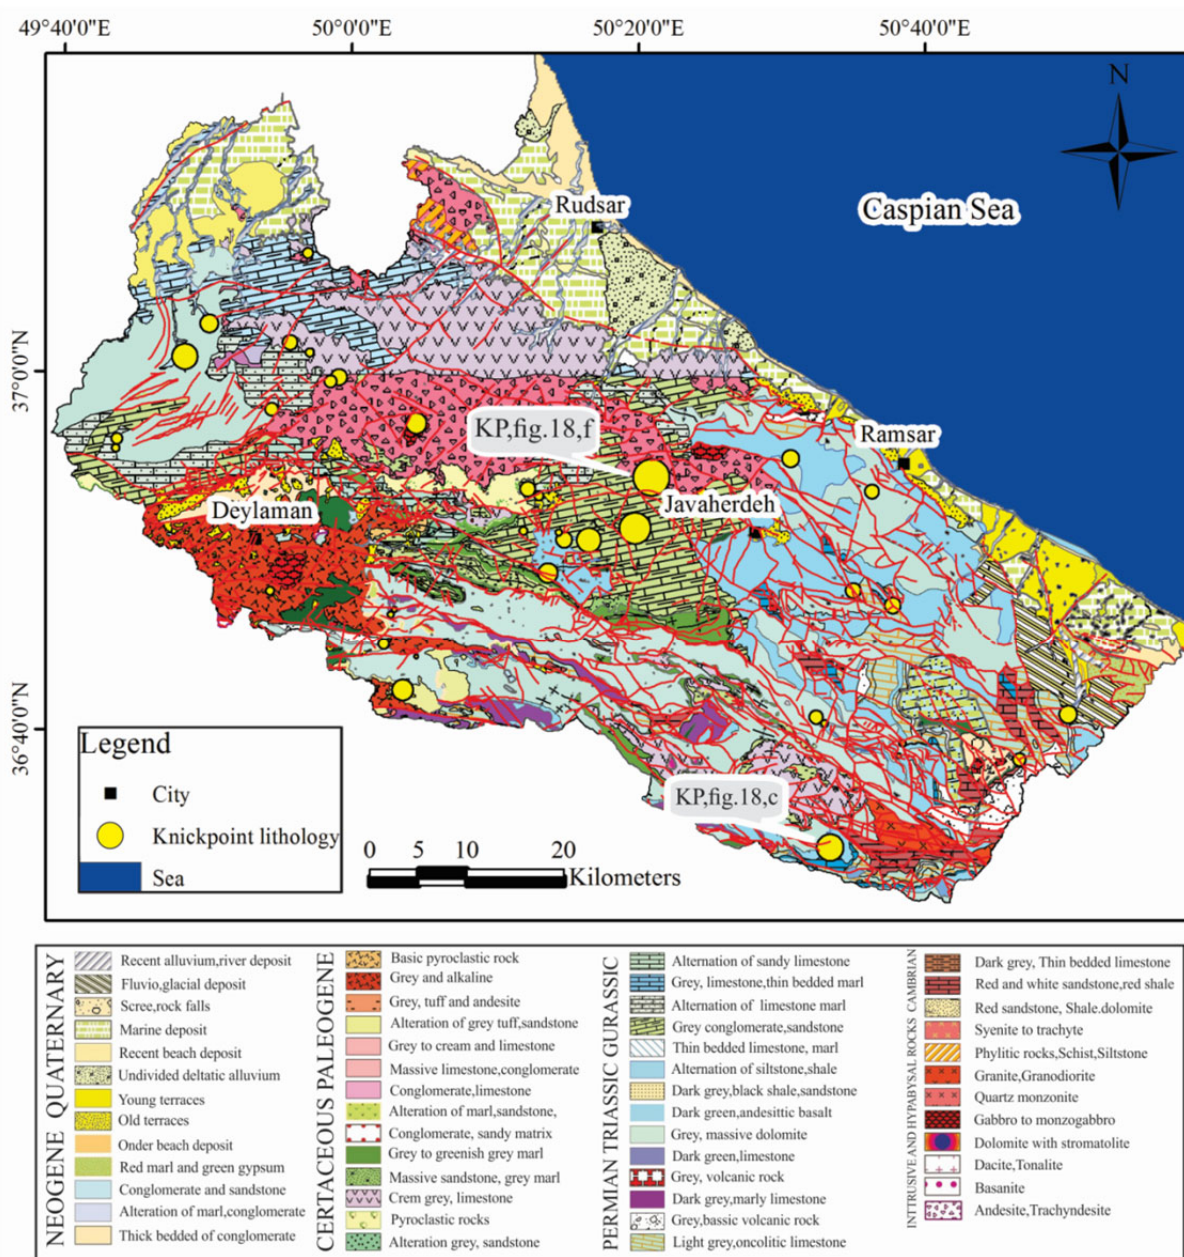 49°40'0"E
50°0'0"E
50°20'0"E
50°40'0"E
N
Rudsar
Caspian Sea
37°0'0"N
KP,fig.18,f
Ramsar
Javaherdeh
Deylaman
36°40'0"N
KP,fig.18,c
Legend
City
Knickpoint lithology
Sea
0 5 10 20
Kilometers
NEOGENE QUATERNARY
Recent alluvium,river deposit
Fluvio,glacial deposit
Scree,rock falls
Marine deposit
Recent beach deposit
Undivided deltatic alluvium
Young terraces
Old terraces
Onder beach deposit
Red marl and green gypsum
Conglomerate and sandstone
Alteration of marl,conglomerate
Thick bedded of conglomerate
CERTACEOUS PALEOGENE
Basic pyroclastic rock
Grey and alkaline
Grey, tuff and andesite
Alteration of grey tuff,sandstone
Grey to cream and limestone
Massive limestone,conglomerate
Conglomerate,limestone
Alteration of marl,sandstone,
Conglomerate, sandy matrix
Grey to greenish grey marl
Massive sandstone, grey marl
Crem grey, limestone
Pyroclastic rocks
Alteration grey, sandstone
PERMIAN TRIASSIC GURASSIC
Alternation of sandy limestone
Grey, limestone,thin bedded marl
Alternation of limestone marl
Grey conglomerate,sandstone
Thin bedded limestone, marl
Alternation of siltstone,shale
Dark grey,black shale,sandstone
Dark green,andesittic basalt
Grey, massive dolomite
Dark green,limestone
Grey, volcanic rock
Dark grey,marly limestone
Grey,bassic volcanic rock
Light grey,oncolitic limestone
INTTRUSIVE AND HYPABYSAL ROCKS CAMBRIAN
Dark grey, Thin bedded limestone
Red and white sandstone,red shale
Red sandstone, Shale.dolomite
Syenite to trachyte
Phylitic rocks,Schist,Siltstone
Granite,Granodiorite
Quartz monzonite
Gabbro to monzogabbro
Dolomite with stromatolite
Dacite,Tonalite
Basanite
Andesite,Trachyndesite